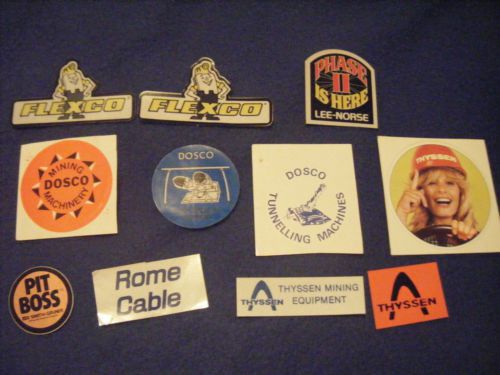 FLEXCO
FLEXCO
PHASE
II
IS HERE
LEE-NORSE
MINING
DOSCO
MACHINERY
DOSCO
DOSCO
TUNNELLING MACHINES
THYSSEN
PIT
BOSS
Rome
Cable
THYSSEN
THYSSEN MINING
EQUIPMENT
THYSSEN